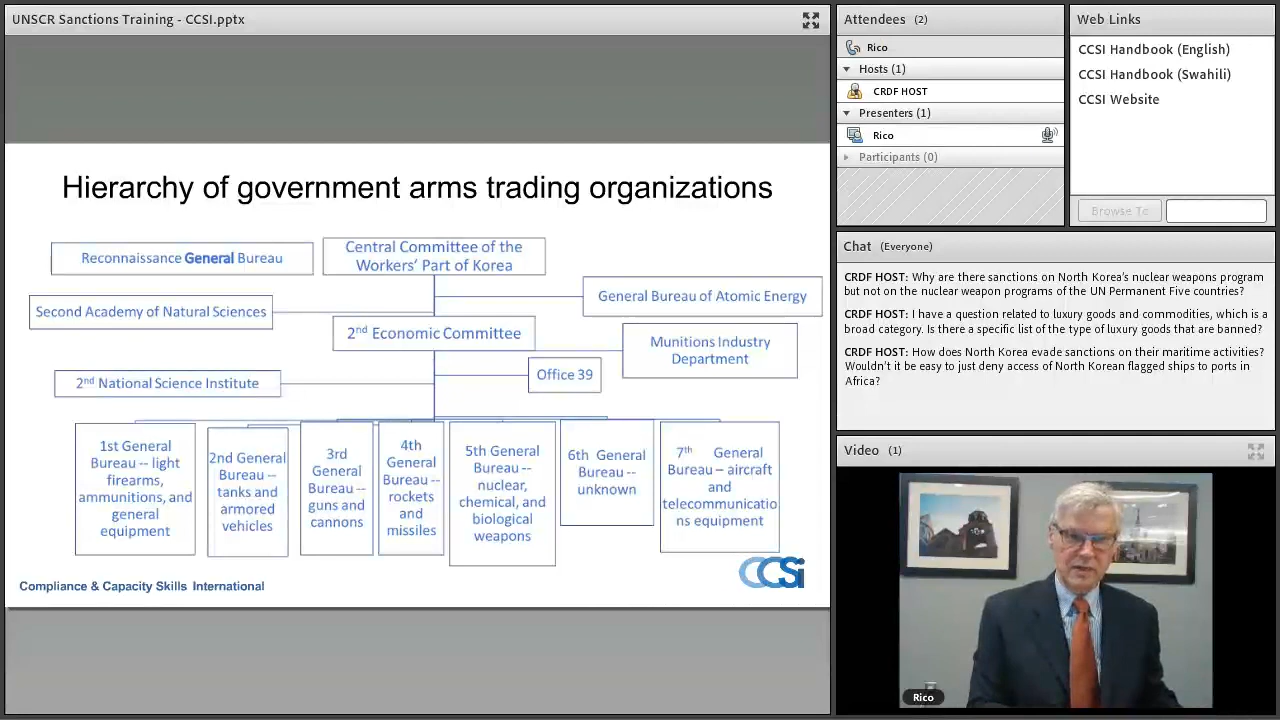 UNSCR Sanctions Training - CCSI.pptx
Hierarchy of government arms trading organizations
Reconnaissance General Bureau
Central Committee of the
Workers' Part of Korea
General Bureau of Atomic Energy
Second Academy of Natural Sciences
2nd Economic Committee
Munitions Industry
Department
Office 39
2nd National Science Institute
1st General
Bureau -- light
firearms,
ammunitions, and
general
equipment
2nd General
Bureau --
tanks and
armored
vehicles
3rd
General
Bureau --
guns and
cannons
4th
General
Bureau --
rockets
and
missiles
5th General
Bureau --
nuclear,
chemical, and
biological
weapons
6th General
Bureau --
unknown
7th General
Bureau – aircraft
and
telecommunicatio
ns equipment
Compliance & Capacity Skills International
CCSi
Attendees (2)
Rico
Hosts (1)
CRDF HOST
Presenters (1)
Rico
Participants (0)
Web Links
CCSI Handbook (English)
CCSI Handbook (Swahili)
CCSI Website
Browse To
Chat (Everyone)
CRDF HOST: Why are there sanctions on North Korea's nuclear weapons program
but not on the nuclear weapon programs of the UN Permanent Five countries?
CRDF HOST: I have a question related to luxury goods and commodities, which is a
broad category. Is there a specific list of the type of luxury goods that are banned?
CRDF HOST: How does North Korea evade sanctions on their maritime activities?
Wouldn't it be easy to just deny access of North Korean flagged ships to ports in
Africa?
Video (1)
Rico